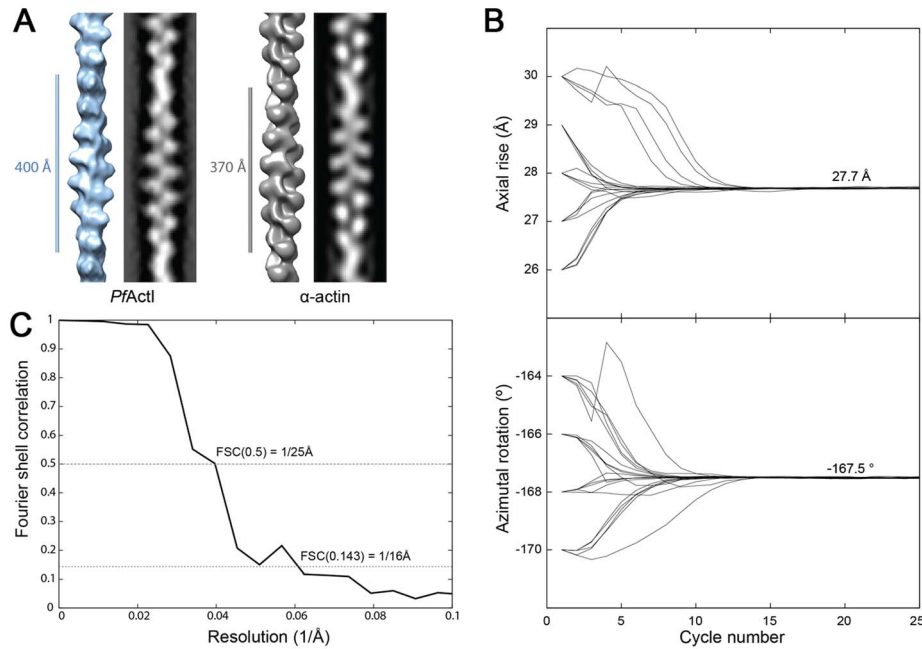 A
400 Å
370 Å
PfActI
α-actin
B
30
29
28
27
26
Axial rise (Å)
27.7 Å
-164
-166
-168
-170
Azimutal rotation (º)
-167.5 º
0
5
10
15
20
25
Cycle number
C
1
0.9
0.8
0.7
0.6
0.5
0.4
0.3
0.2
0.1
0
Fourier shell correlation
FSC(0.5) = 1/25Å
FSC(0.143) = 1/16Å
0
0.02
0.04
0.06
0.08
0.1
Resolution (1/Å)